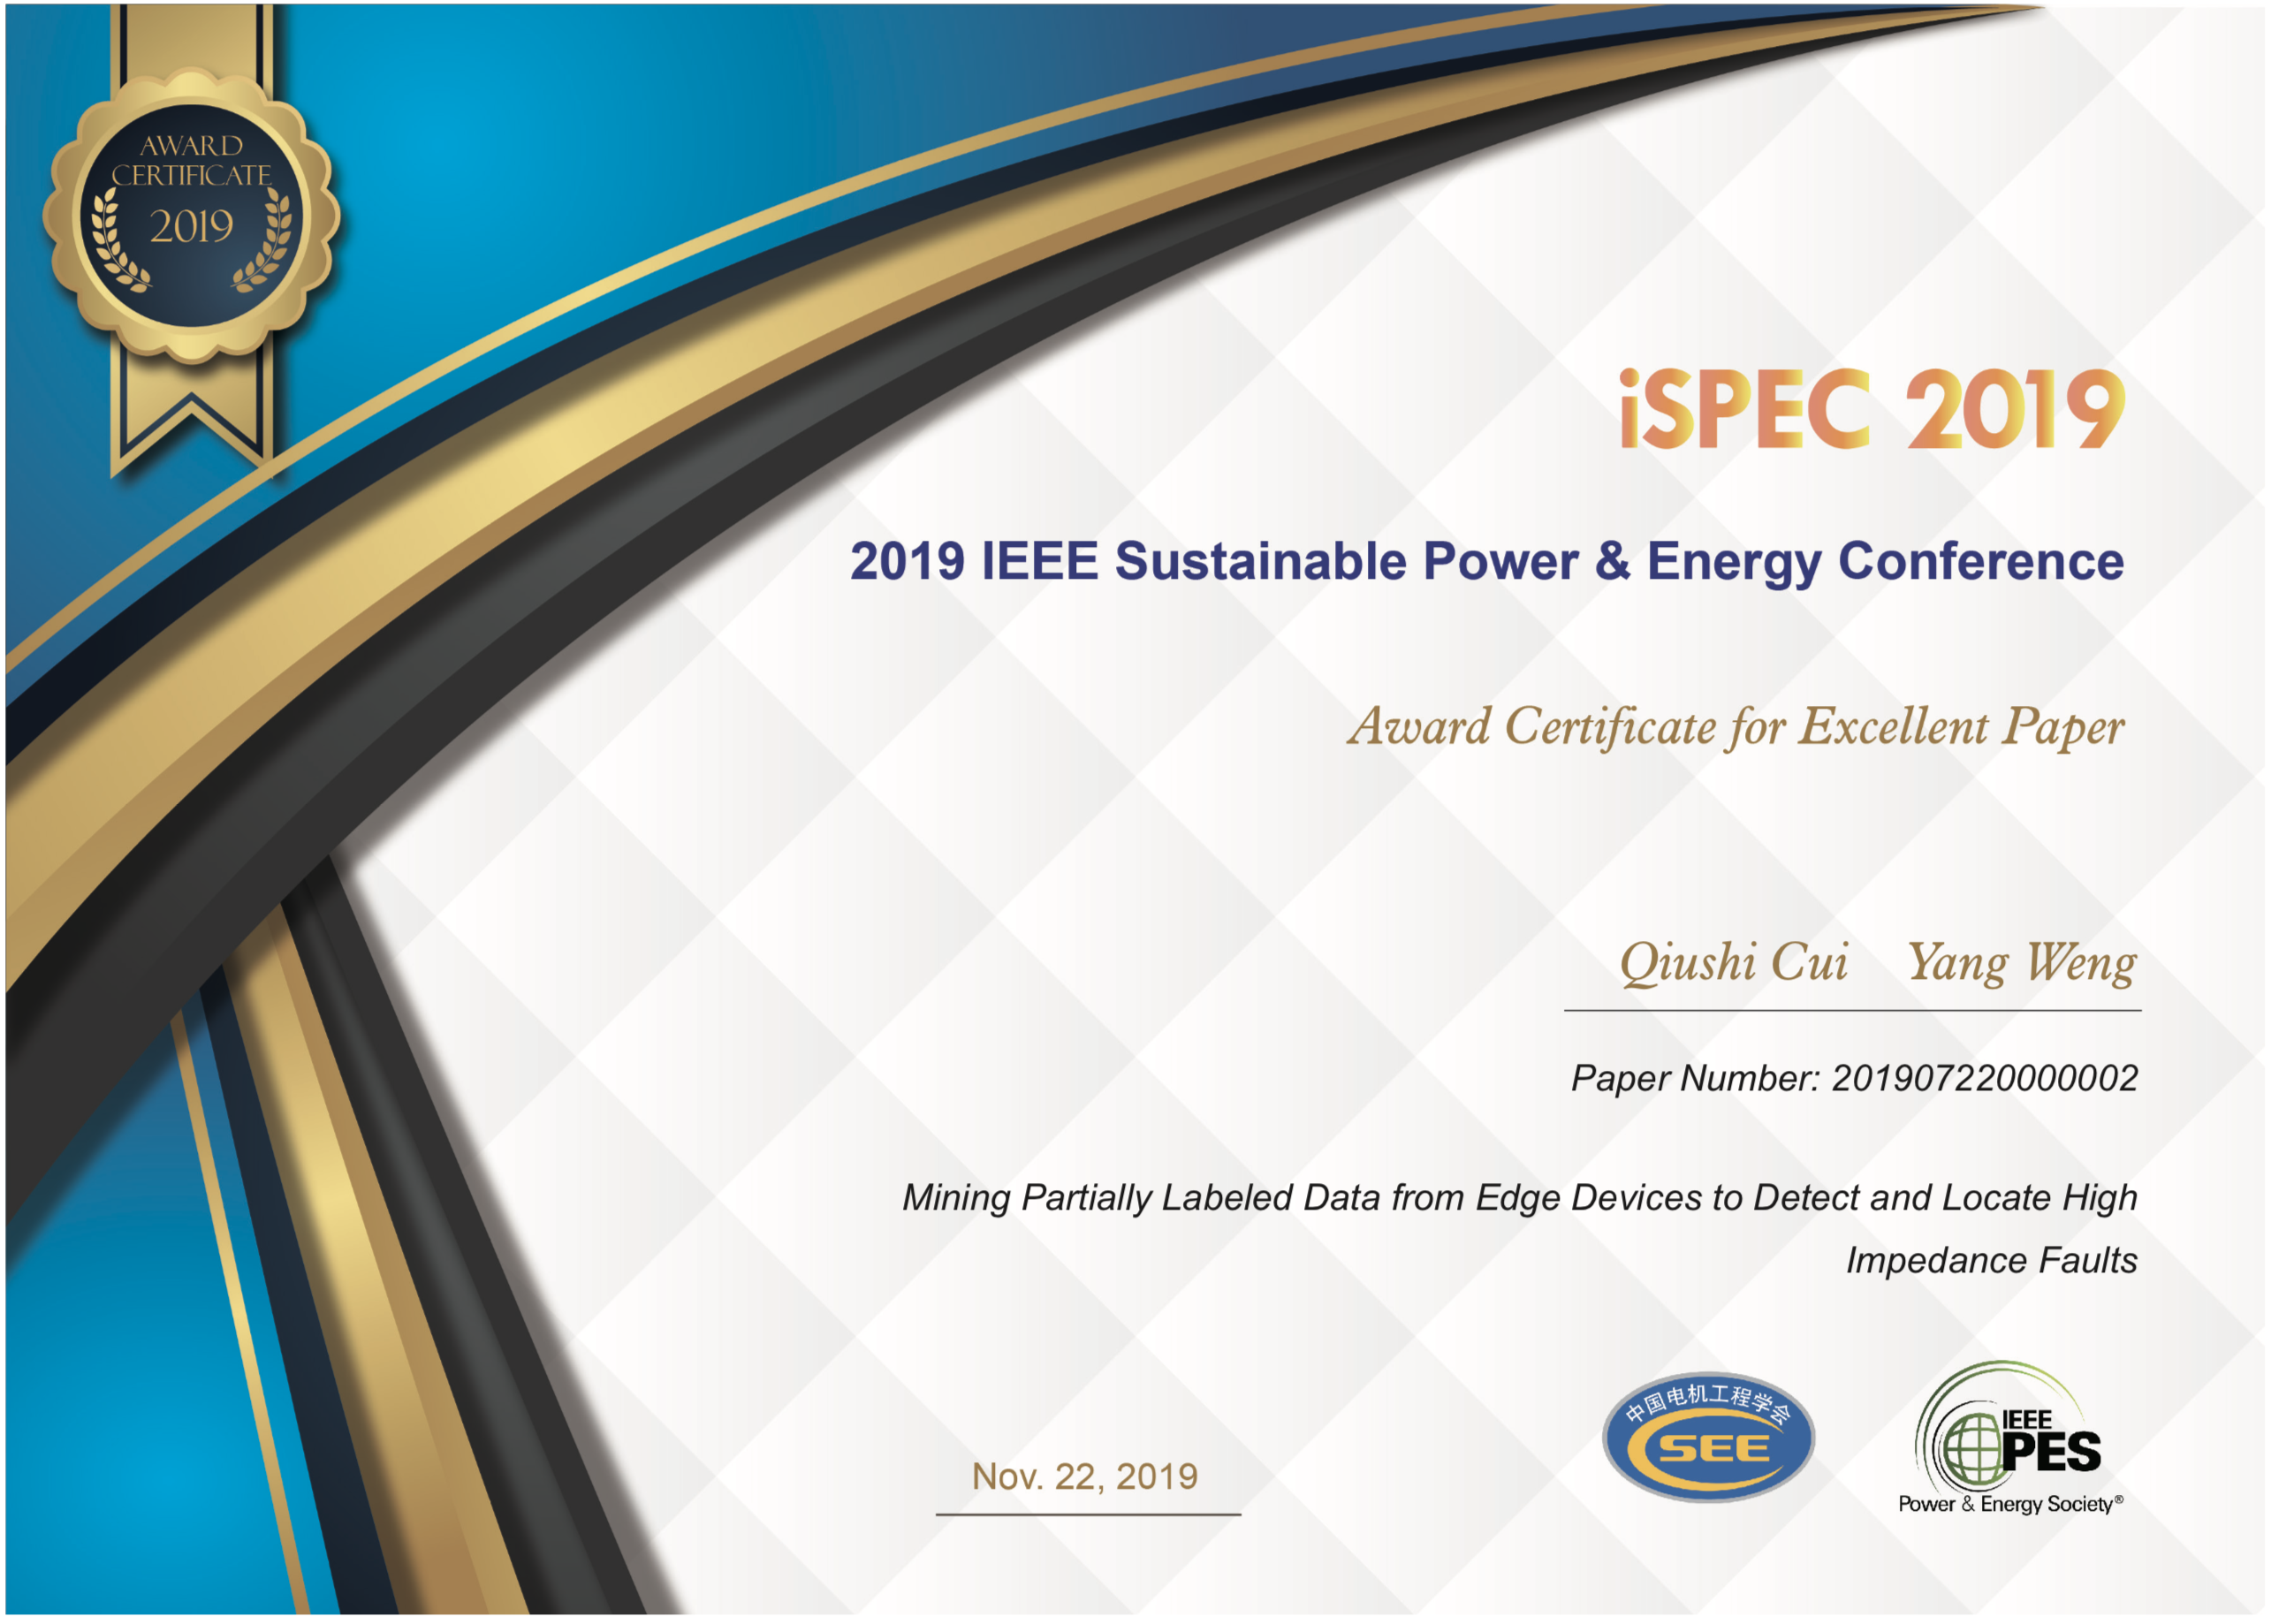 AWARD
CERTIFICATE
2019
iSPEC 2019
2019 IEEE Sustainable Power & Energy Conference
Award Certificate for Excellent Paper
Qiushi Cui Yang Weng
Paper Number: 201907220000002
Mining Partially Labeled Data from Edge Devices to Detect and Locate High
Impedance Faults
Nov. 22, 2019
中国电机工程学会
CSEE
IEEE
PES
Power & Energy Society®